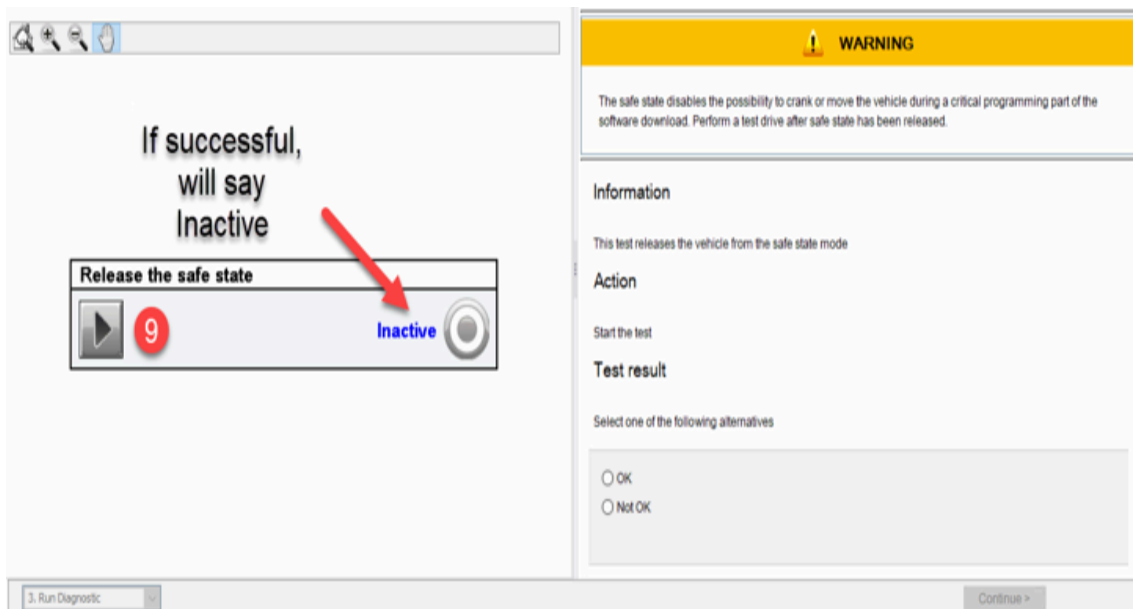 If successful,
will say
Inactive
Release the safe state
9
Inactive
WARNING
The safe state disables the possibility to crank or move the vehicle during a critical programming part of the
software download. Perform a test drive after safe state has been released.
Information
This test releases the vehicle from the safe state mode
Action
Start the test
Test result
Select one of the following alternatives
OK
Not OK
3. Run Diagnostic
Continue >